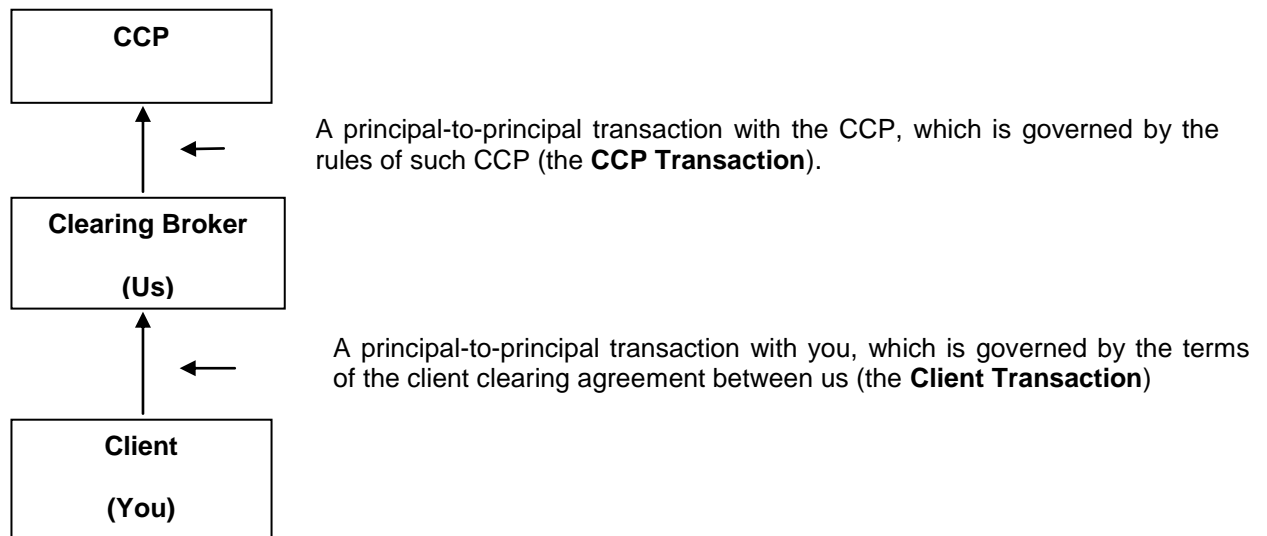 CCP
A principal-to-principal transaction with the CCP, which is governed by the
rules of such CCP (the CCP Transaction).
Clearing Broker
(Us)
A principal-to-principal transaction with you, which is governed by the terms
of the client clearing agreement between us (the Client Transaction)
Client
(You)